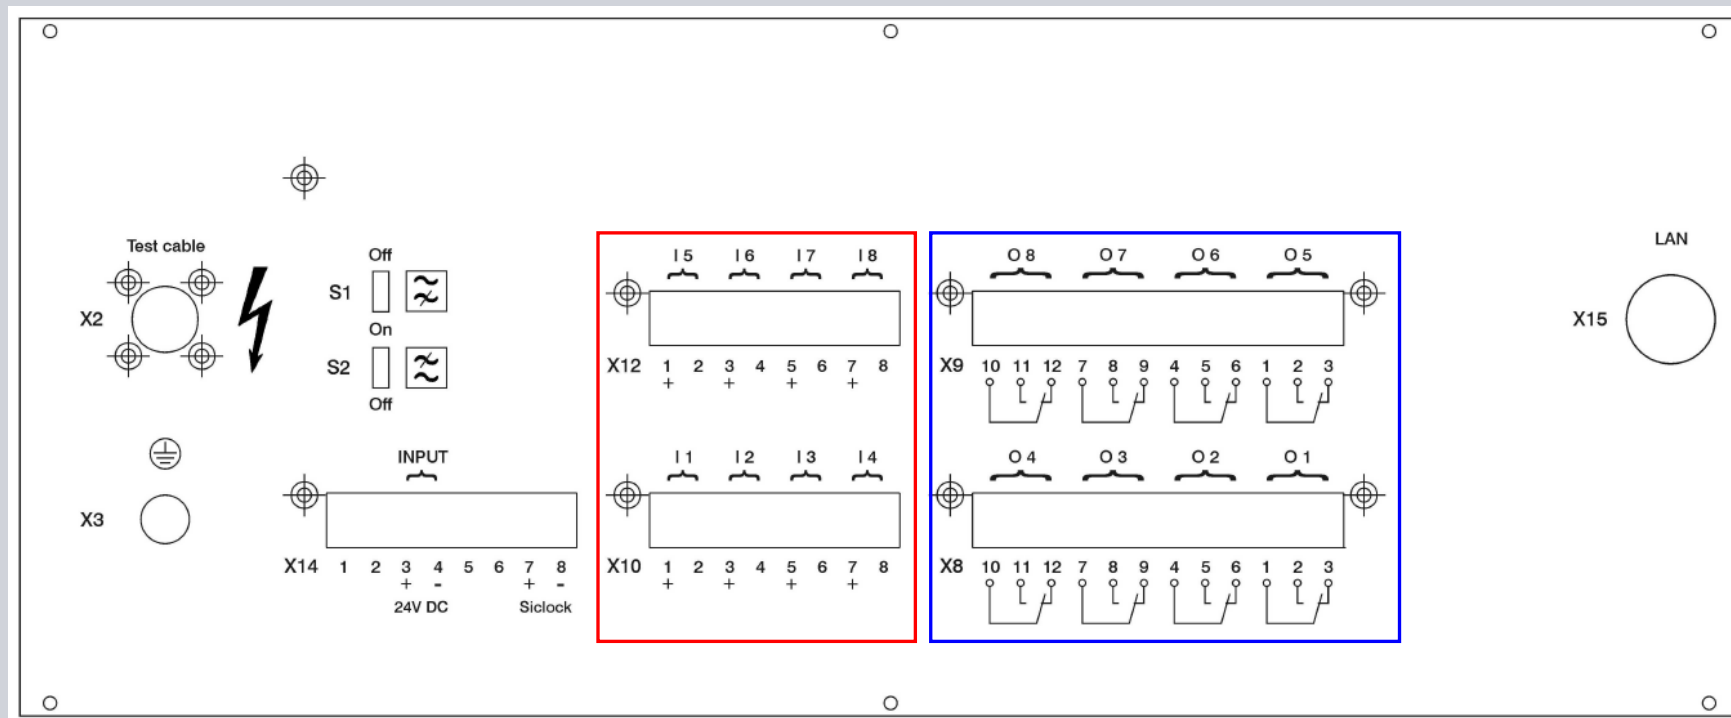 Test cable
X2
Off
S1
On
S2
Off
X3
INPUT
X14 1 2 3 4 5 6 7 8
+ - + -
24V DC Siclock
I 5 I 6 I 7 I 8
X12 1 2 3 4 5 6 7 8
+ + + +
I 1 I 2 I 3 I 4
X10 1 2 3 4 5 6 7 8
+ + + +
O 8 O 7 O 6 O 5
X9 10 11 12 7 8 9 4 5 6 1 2 3
O 4 O 3 O 2 O 1
X8 10 11 12 7 8 9 4 5 6 1 2 3
LAN
X15